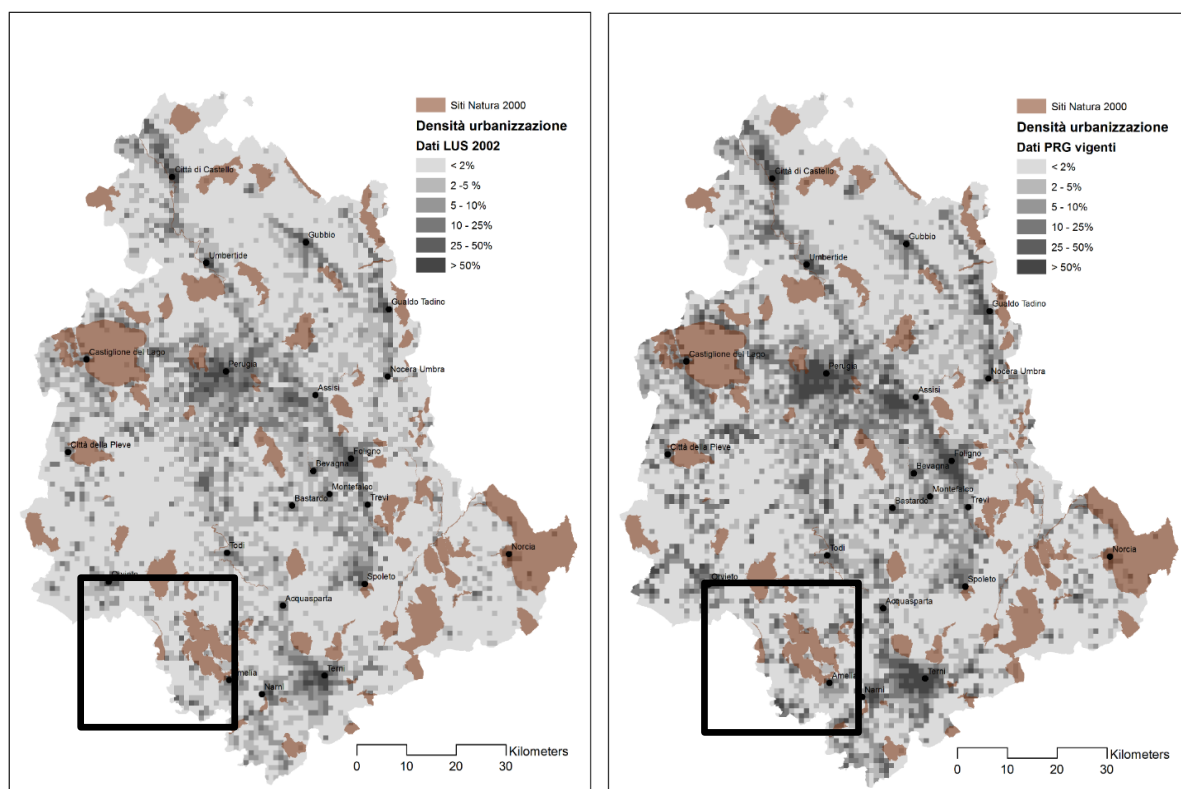 Siti Natura 2000
Densità urbanizzazione
Dati LUS 2002
< 2%
2-5 %
5 - 10%
10 - 25%
25 - 50%
> 50%
Città di Castello
Gubbio
Umbertide
Gualdo Tadino
Castiglione del Lago
Perugia
Nocera Umbra
Assisi
Città della Pieve
Foligno
Bevagna
Montefalco
Bastardo
Trevi
Todi
Norcia
Orvieto
Spoleto
Acquasparta
Amelia
Terni
Narni
Kilometers
0 10 20 30
Siti Natura 2000
Densità urbanizzazione
Dati PRG vigenti
< 2%
2 - 5%
5 - 10%
10 - 25%
25 - 50%
> 50%
Città di Castello
Gubbio
Umbertide
Gualdo Tadino
Castiglione del Lago
Perugia
Nocera Umbra
Assisi
Città della Pieve
Foligno
Bevagna
Montefalco
Bastardo
Trevi
Todi
Norcia
Orvieto
Spoleto
Acquasparta
Amelia
Terni
Narni
Kilometers
0 10 20 30